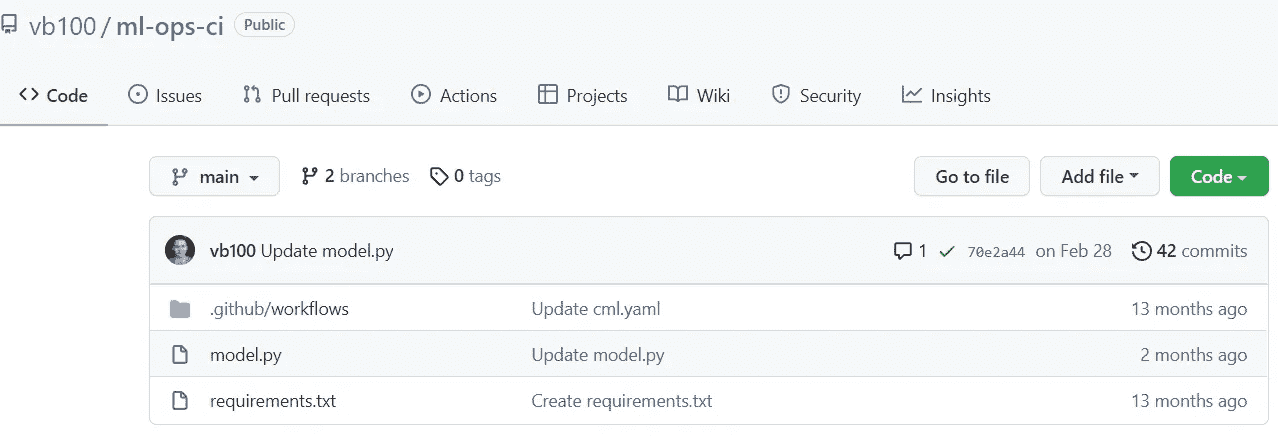 vb100 / ml-ops-ci Public
Code Issues Pull requests Actions Projects Wiki Security Insights
main 2 branches 0 tags Go to file Add file Code
vb100 Update model.py 1 70e2a44 on Feb 28 42 commits
.github/workflows Update cml.yaml 13 months ago
model.py Update model.py 2 months ago
requirements.txt Create requirements.txt 13 months ago